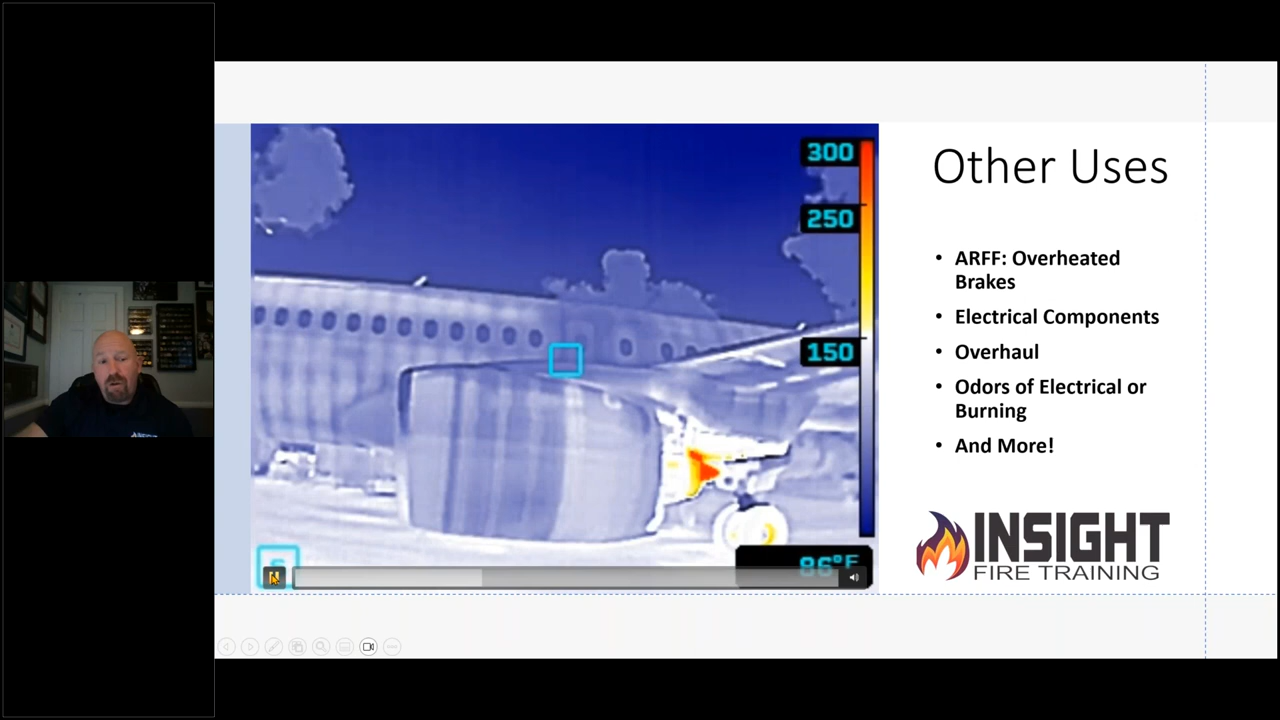 300
250
150
86°F
Other Uses
• ARFF: Overheated
Brakes
• Electrical Components
• Overhaul
• Odors of Electrical or
Burning
• And More!
INSIGHT
FIRE TRAINING